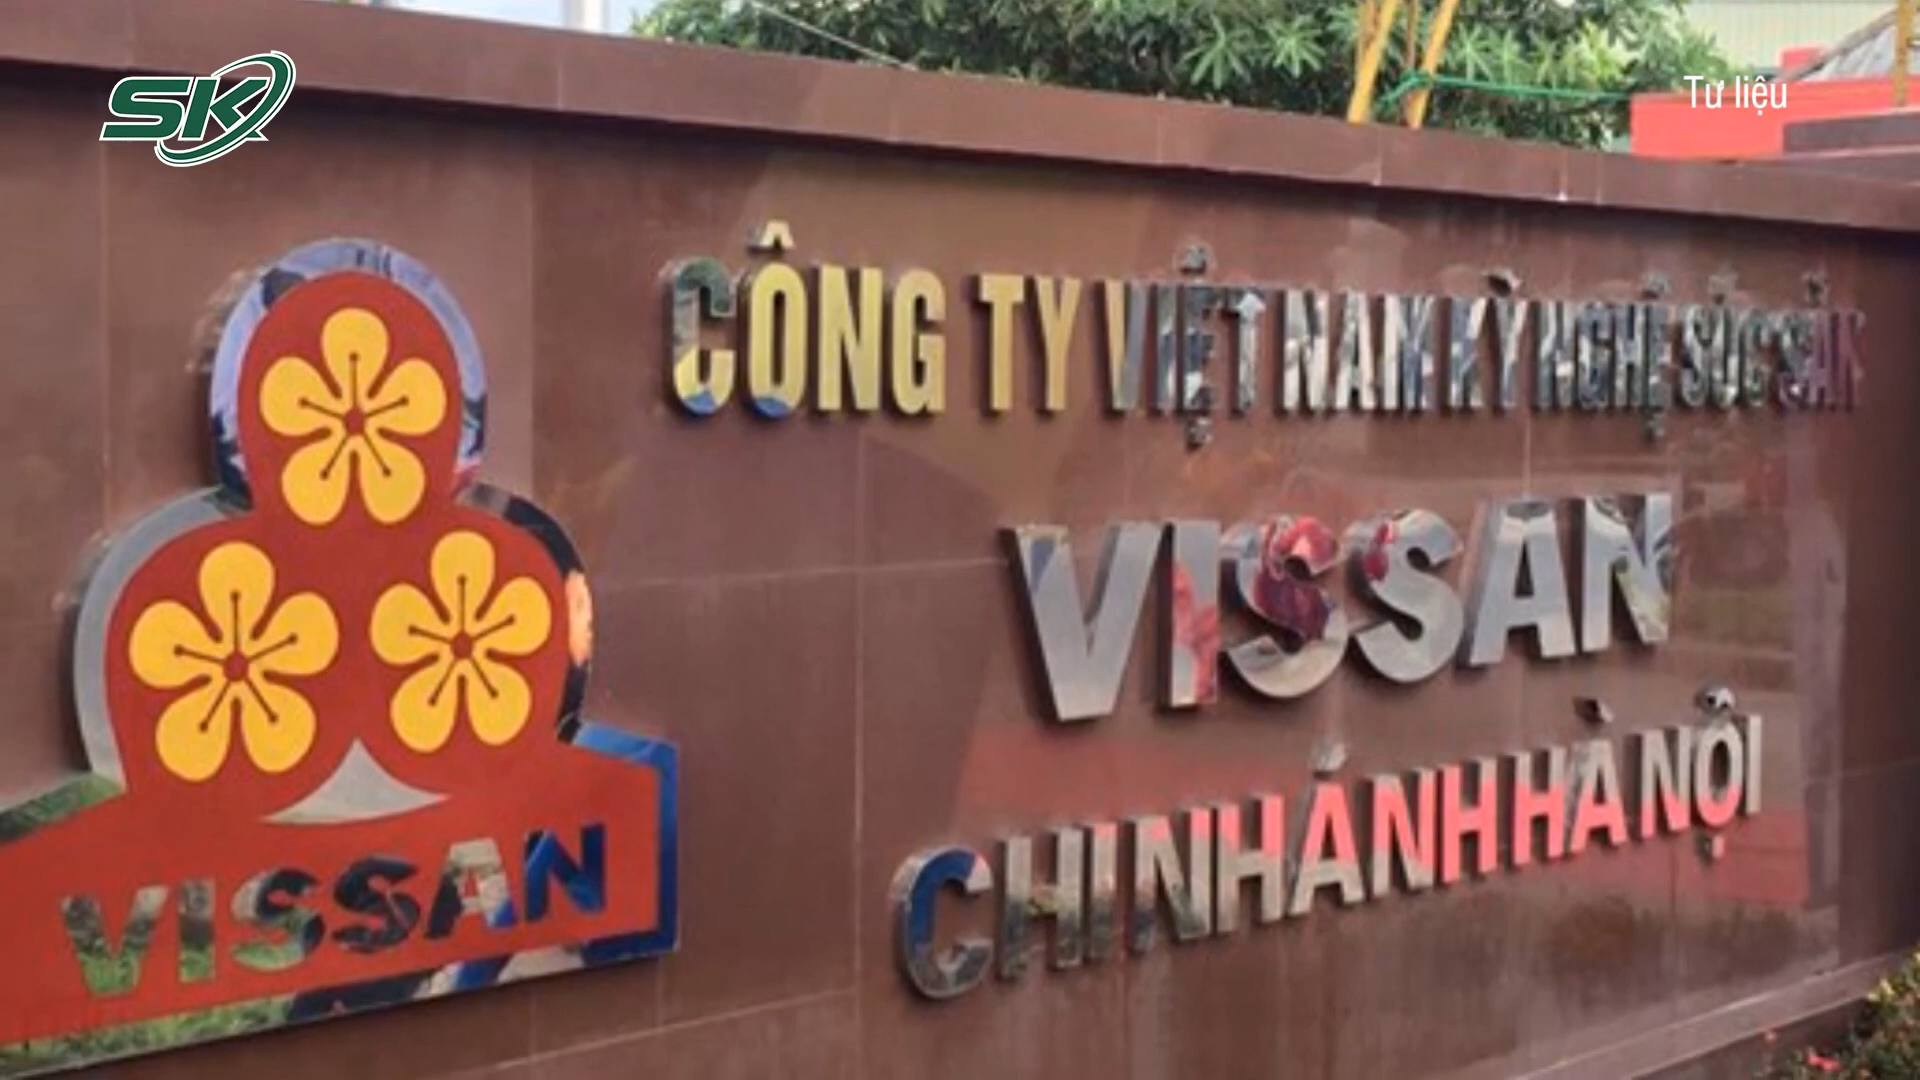 SK
Tư liệu
CÔNG TY VIỆT NAM KỸ NGHỆ SÚC SẢN
VISSAN
CHI NHÁNH HÀ NỘI
VISSAN